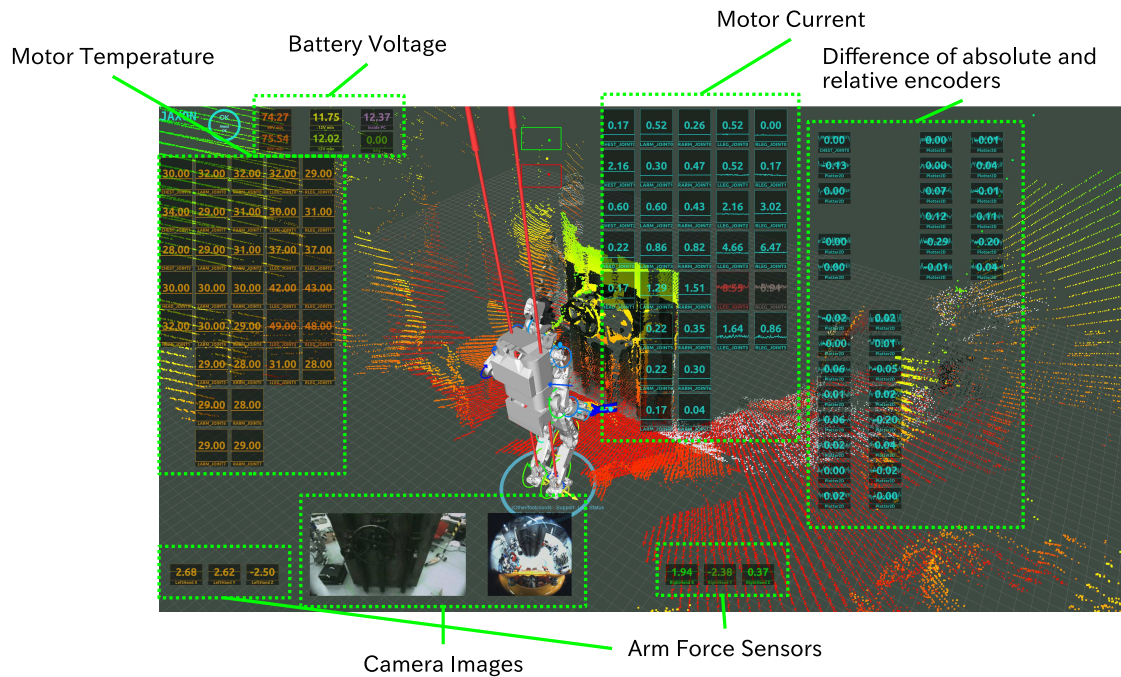 Motor Current
Battery Voltage
Motor Temperature
Difference of absolute and
relative encoders
JAXON
OK
74.27 11.75 12.37
75.54 12.02 0.00
30.00 32.00 32.00 32.00 29.00
34.00 29.00 31.00 30.00 31.00
28.00 29.00 31.00 37.00 37.00
30.00 30.00 30.00 42.00 43.00
32.00 30.00 29.00 49.00 48.00
29.00 29.00 31.00 28.00
29.00 28.00
29.00 29.00
0.17 0.52 0.26 0.52 0.00
2.16 0.30 0.47 0.52 0.17
0.60 0.60 0.43 2.16 3.02
0.22 0.86 0.82 4.66 6.47
0.17 1.29 1.51
0.22 0.35 1.64 0.86
0.22 0.30
0.17 0.04
0.00 0.00 -0.01
-0.13 0.00 0.04
0.00 0.07 -0.01
0.12 0.11
-0.00 -0.29 -0.20
0.00 -0.01 0.04
-0.02 0.02
-0.00 0.01
0.06 -0.05
0.01 0.02
-0.06 -0.20
0.02 0.04
0.00 -0.02
0.02 -0.00
2.68 2.62 -2.50
LeftHand X LeftHand Y LeftHand Z
1.94 -2.38 0.37
RightHand X RightHand Y RightHand Z
Arm Force Sensors
Camera Images